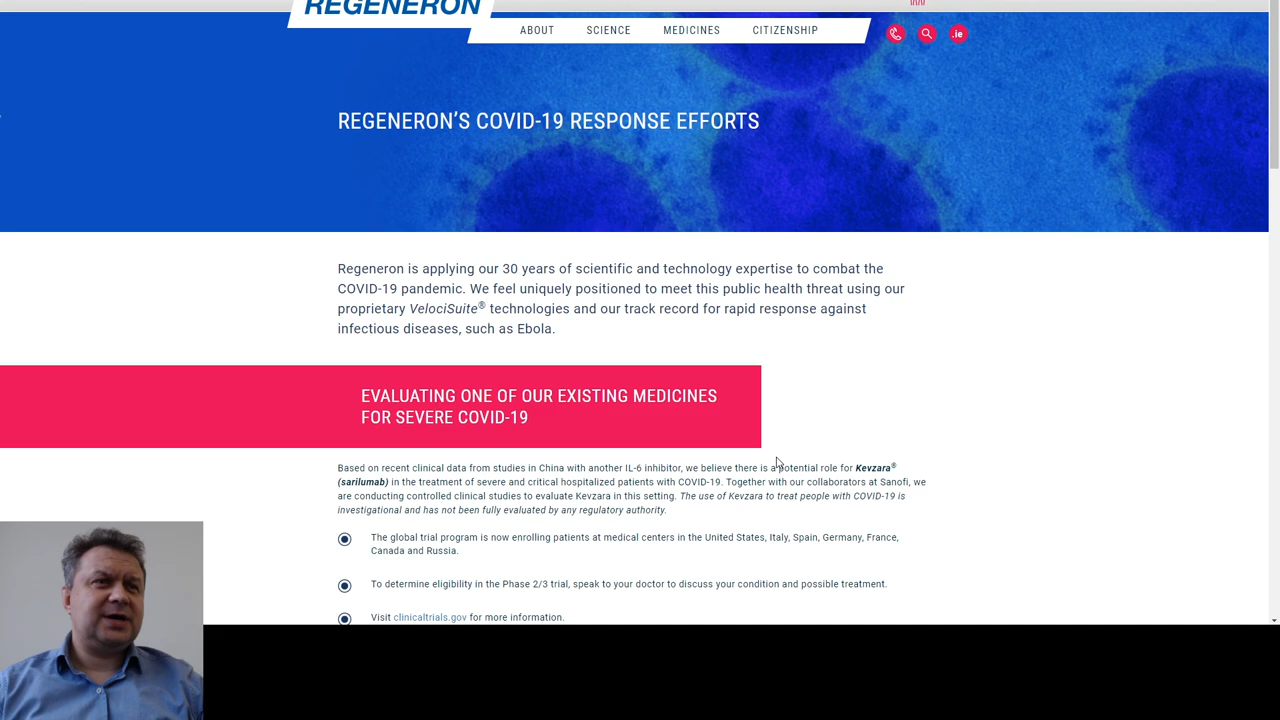 REGENERON
ABOUT SCIENCE MEDICINES CITIZENSHIP
.ie
REGENERON’S COVID-19 RESPONSE EFFORTS
Regeneron is applying our 30 years of scientific and technology expertise to combat the
COVID-19 pandemic. We feel uniquely positioned to meet this public health threat using our
proprietary VelociSuite® technologies and our track record for rapid response against
infectious diseases, such as Ebola.
EVALUATING ONE OF OUR EXISTING MEDICINES
FOR SEVERE COVID-19
Based on recent clinical data from studies in China with another IL-6 inhibitor, we believe there is a potential role for Kevzara®
(sarilumab) in the treatment of severe and critical hospitalized patients with COVID-19. Together with our collaborators at Sanofi, we
are conducting controlled clinical studies to evaluate Kevzara in this setting. The use of Kevzara to treat people with COVID-19 is
investigational and has not been fully evaluated by any regulatory authority.
The global trial program is now enrolling patients at medical centers in the United States, Italy, Spain, Germany, France,
Canada and Russia.
To determine eligibility in the Phase 2/3 trial, speak to your doctor to discuss your condition and possible treatment.
Visit clinicaltrials.gov for more information.